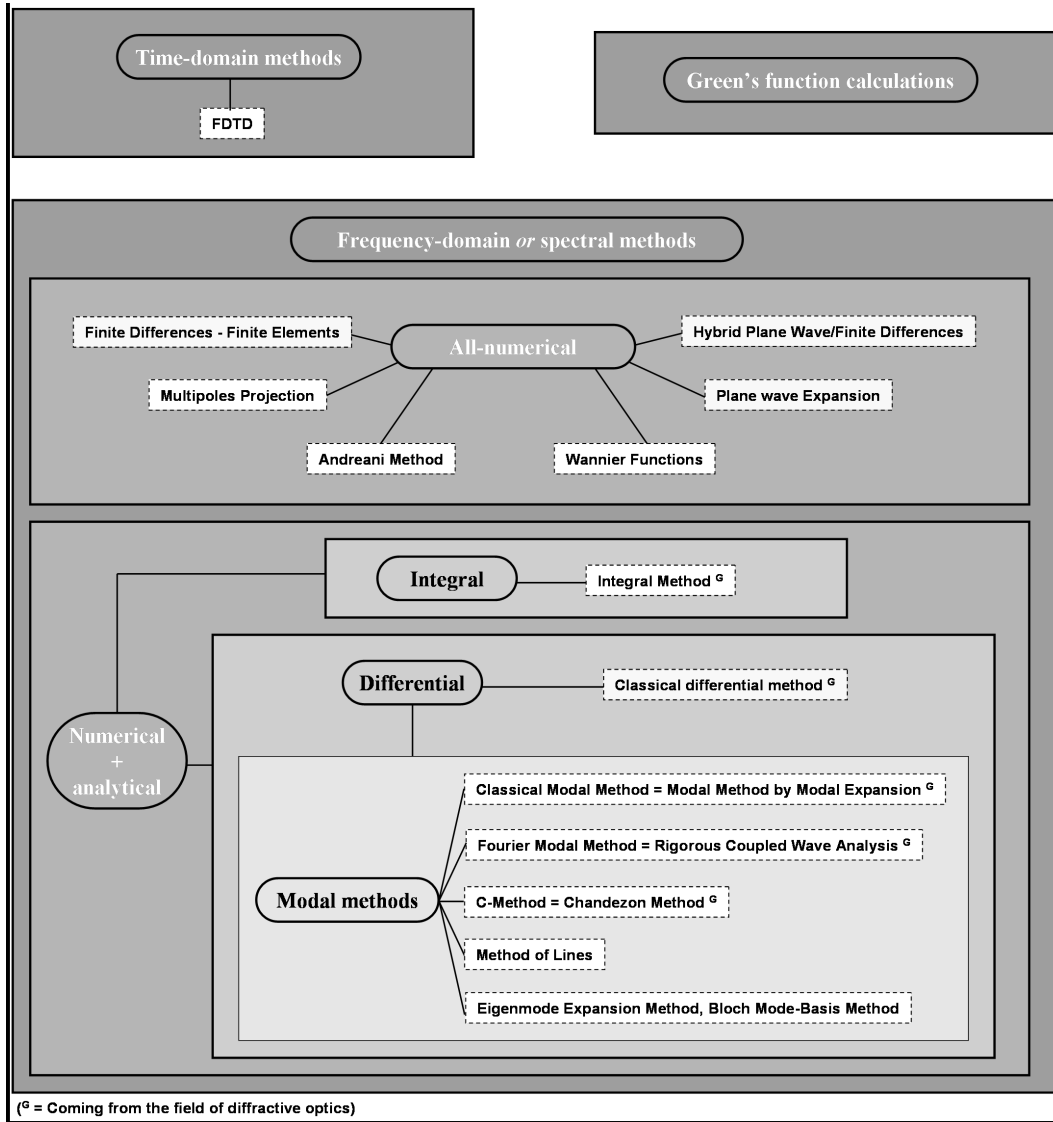 Time-domain methods
FDTD
Green's function calculations
Frequency-domain or spectral methods
Finite Differences - Finite Elements
All-numerical
Hybrid Plane Wave/Finite Differences
Multipoles Projection
Plane wave Expansion
Andreani Method
Wannier Functions
Integral
Integral Method G
Differential
Classical differential method G
Numerical
+
analytical
Modal methods
Classical Modal Method = Modal Method by Modal Expansion G
Fourier Modal Method = Rigorous Coupled Wave Analysis G
C-Method = Chandezon Method G
Method of Lines
Eigenmode Expansion Method, Bloch Mode-Basis Method
(G = Coming from the field of diffractive optics)